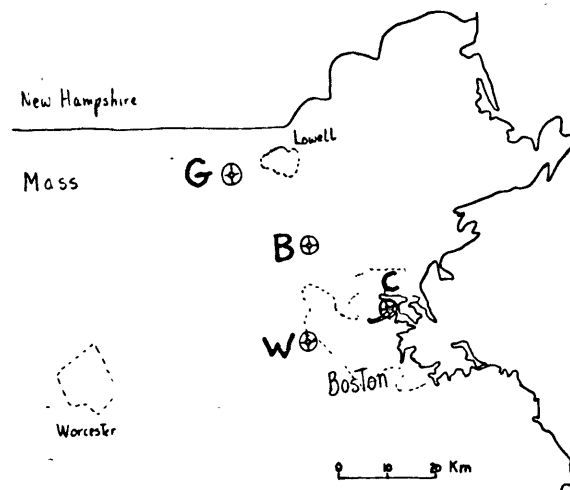 New Hampshire
Lowell
Mass
G
B
C
W
Boston
Worcester
0 10 20 Km